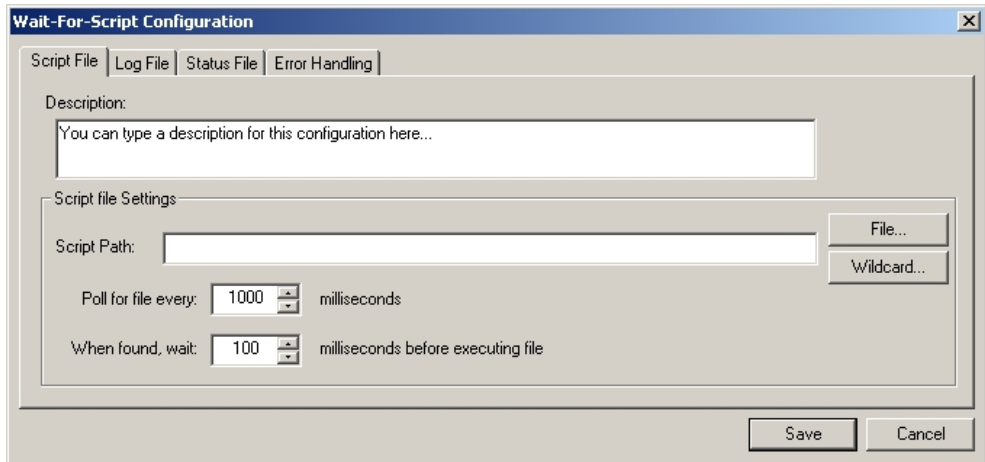 Wait-For-Script Configuration
Script File Log File Status File Error Handling
Description:
You can type a description for this configuration here...
Script file Settings
File...
Script Path:
Wildcard...
Poll for file every: 1000 milliseconds
When found, wait: 100 milliseconds before executing file
Save Cancel